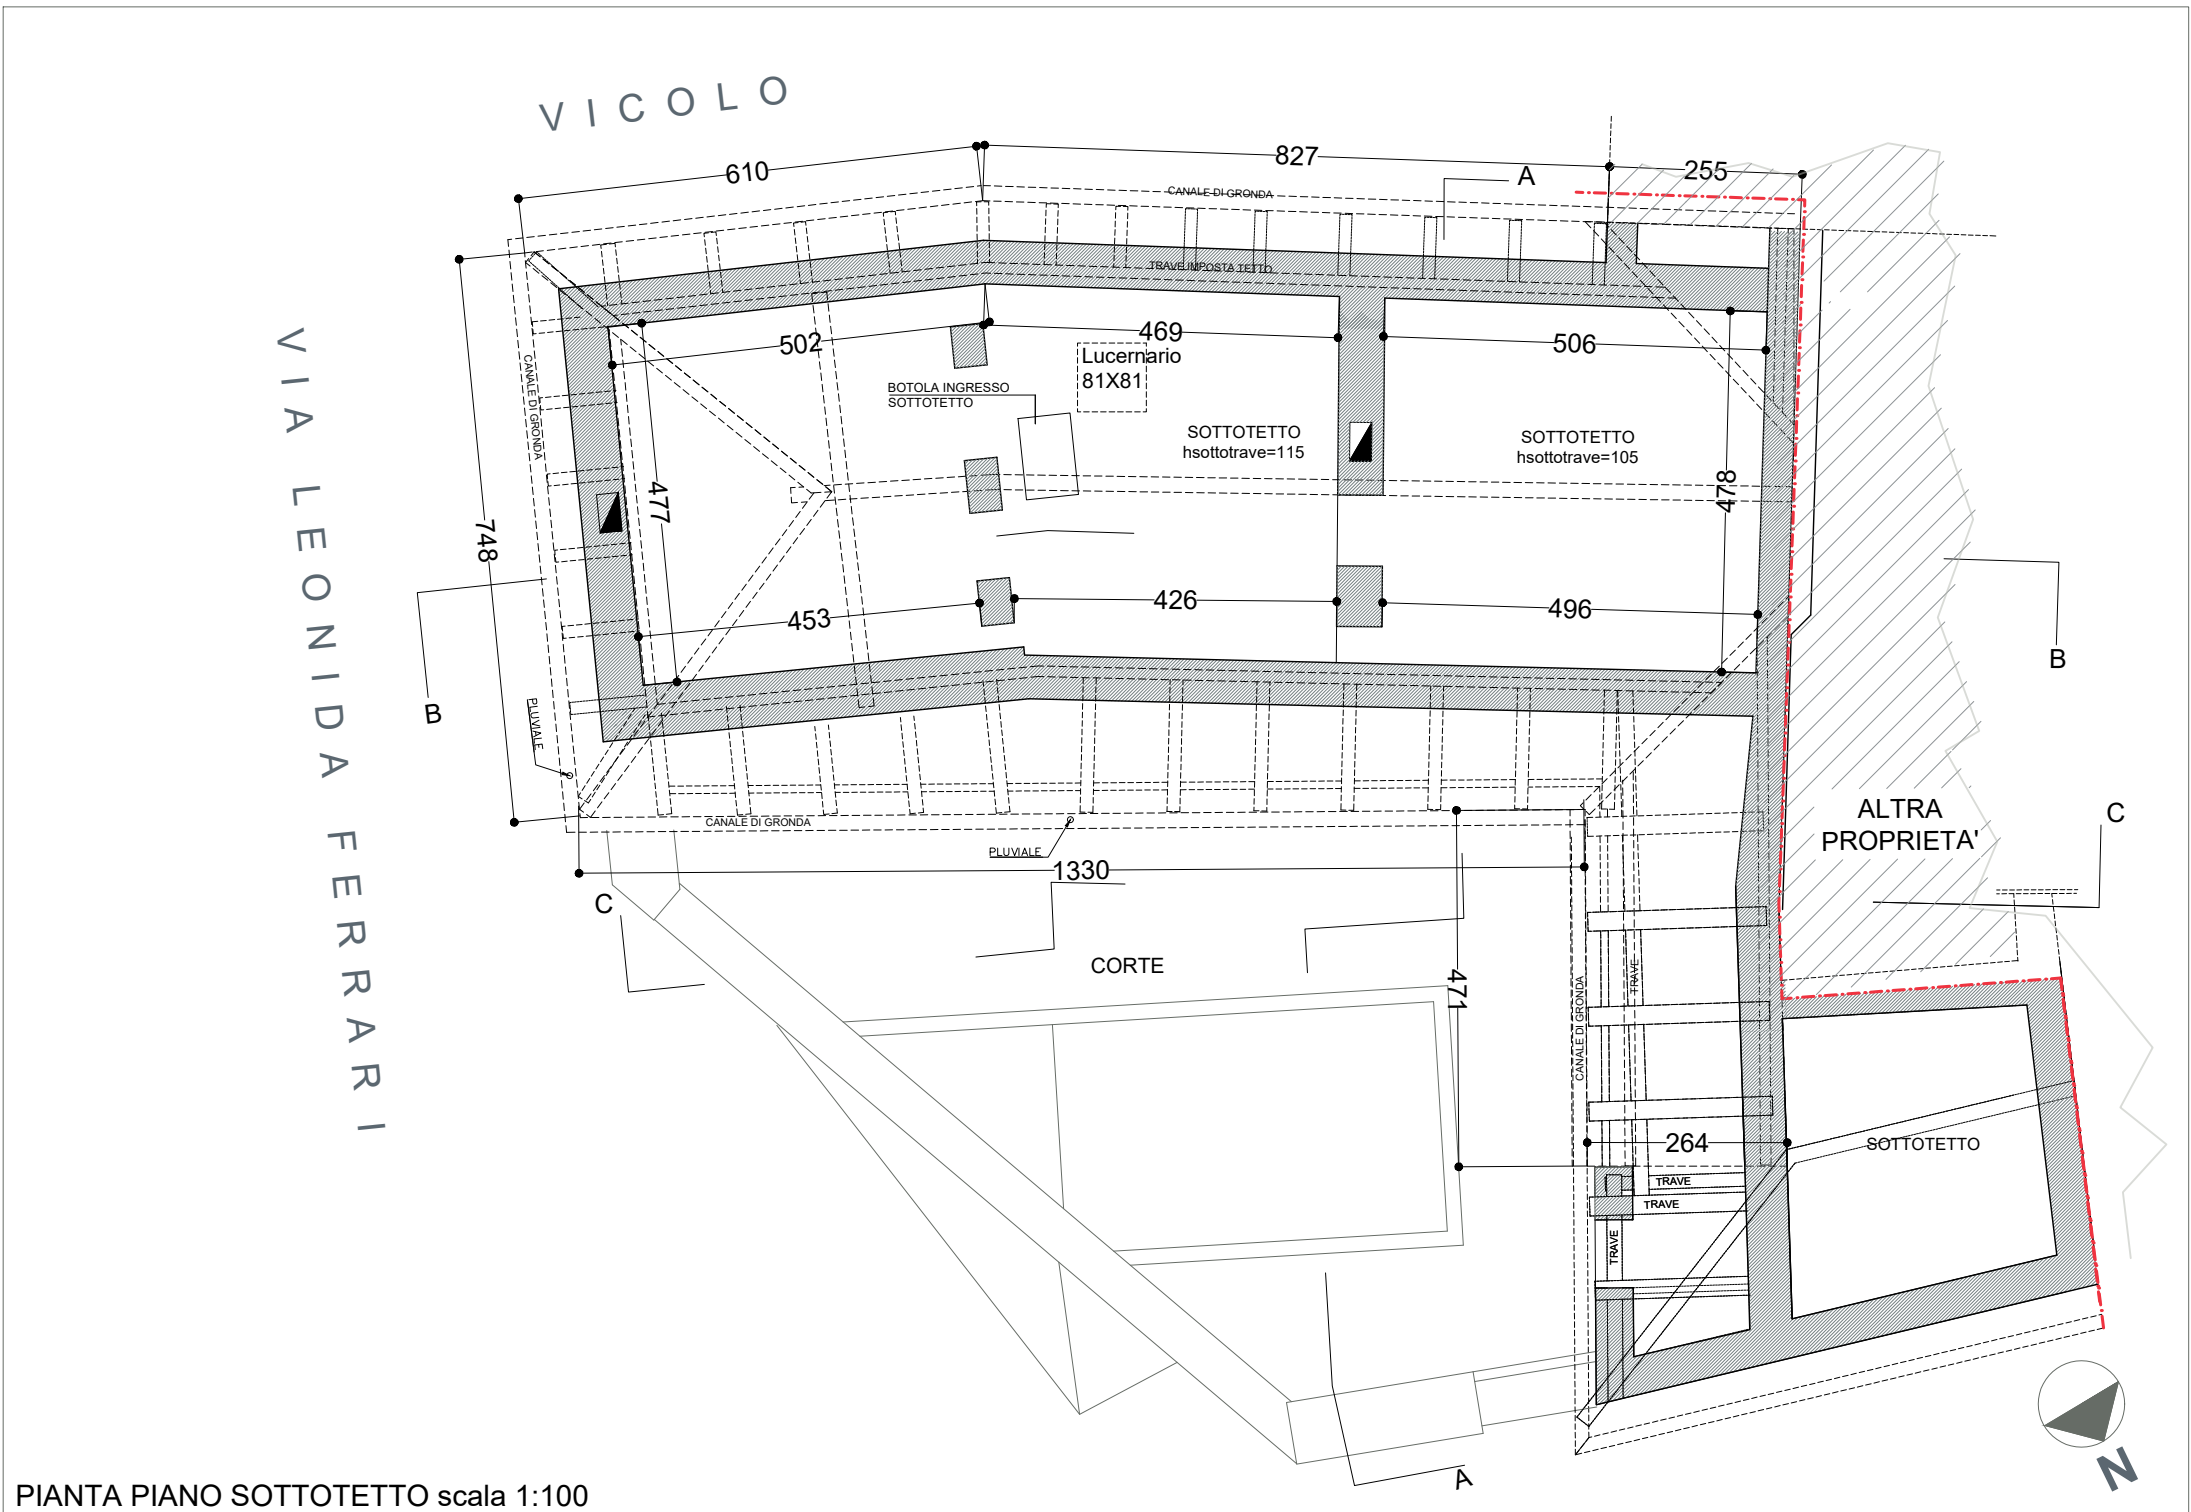 VICOLO
610
827
255
A
CANALE DI GRONDA
TRAVE IMPOSTA TETTO
502
469
506
Lucernario
81X81
BOTOLA INGRESSO
SOTTOTETTO
CANALE DI GRONDA
SOTTOTETTO
hsottotrave=115
SOTTOTETTO
hsottotrave=105
VIA LEONIDA FERRARI
748
477
478
453
426
496
B
B
PLUVIALE
CANALE DI GRONDA
PLUVIALE
1330
ALTRA
PROPRIETA'
C
C
CORTE
471
CANALE DI GRONDA
TRAVE
264
SOTTOTETTO
TRAVE
TRAVE
TRAVE
A
N
PIANTA PIANO SOTTOTETTO scala 1:100